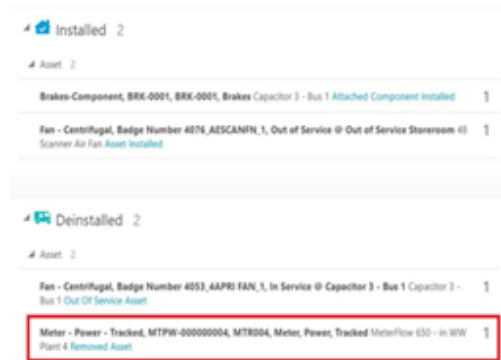 Installed 2
Asset 2
Brakes-Component, BRK-0001, BRK-0001, Brakes Capacitor 3 - Bus 1 Attached Component Installed 1
Fan - Centrifugal, Badge Number 4076_AESCANFN_1, Out of Service @ Out of Service Storeroom 4B 1
Scanner Air Fan Asset Installed
Deinstalled 2
Asset 2
Fan - Centrifugal, Badge Number 4053_4APRI FAN_1, In Service @ Capacitor 3 - Bus 1 Capacitor 3 - 1
Bus 1 Out Of Service Asset
Meter - Power - Tracked, MTPW-000000004, MTR004, Meter, Power, Tracked MeterFlow 650 - in WW 1
Plant 4 Removed Asset